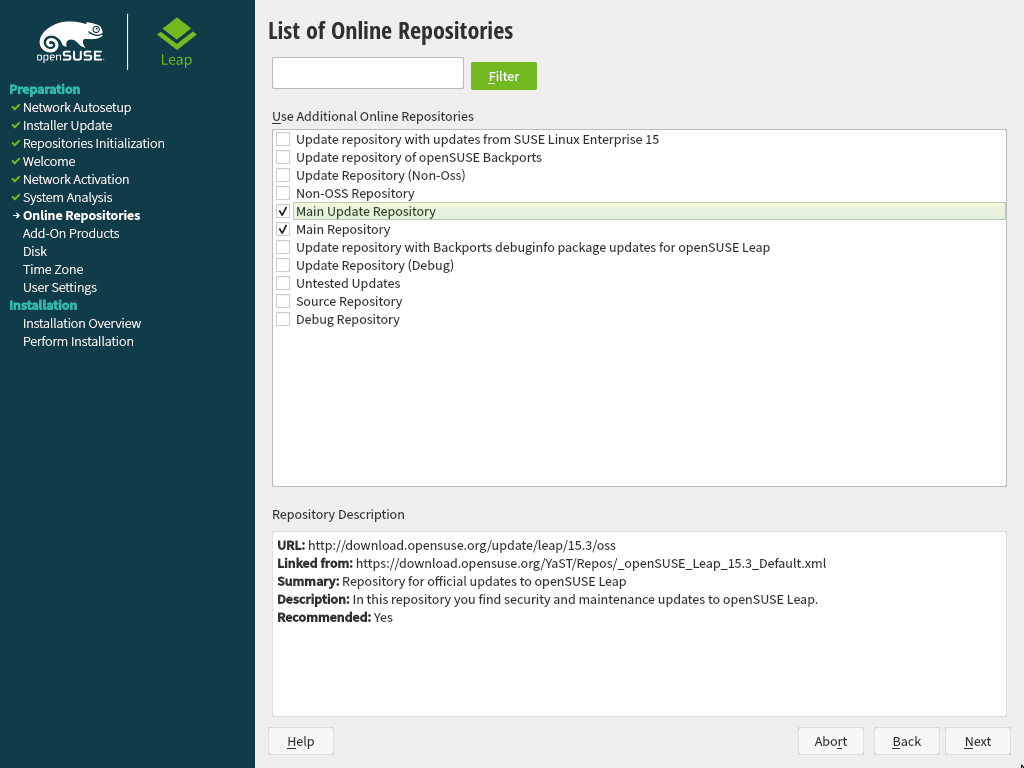 openSUSE
Leap
Preparation
Network Autosetup
Installer Update
Repositories Initialization
Welcome
Network Activation
System Analysis
Online Repositories
Add-On Products
Disk
Time Zone
User Settings
Installation
Installation Overview
Perform Installation
List of Online Repositories
Filter
Use Additional Online Repositories
Update repository with updates from SUSE Linux Enterprise 15
Update repository of openSUSE Backports
Update Repository (Non-Oss)
Non-OSS Repository
Main Update Repository
Main Repository
Update repository with Backports debuginfo package updates for openSUSE Leap
Update Repository (Debug)
Untested Updates
Source Repository
Debug Repository
Repository Description
URL: http://download.opensuse.org/update/leap/15.3/oss
Linked from: https://download.opensuse.org/YaST/Repos/_openSUSE_Leap_15.3_Default.xml
Summary: Repository for official updates to openSUSE Leap
Description: In this repository you find security and maintenance updates to openSUSE Leap.
Recommended: Yes
Help
Abort
Back
Next